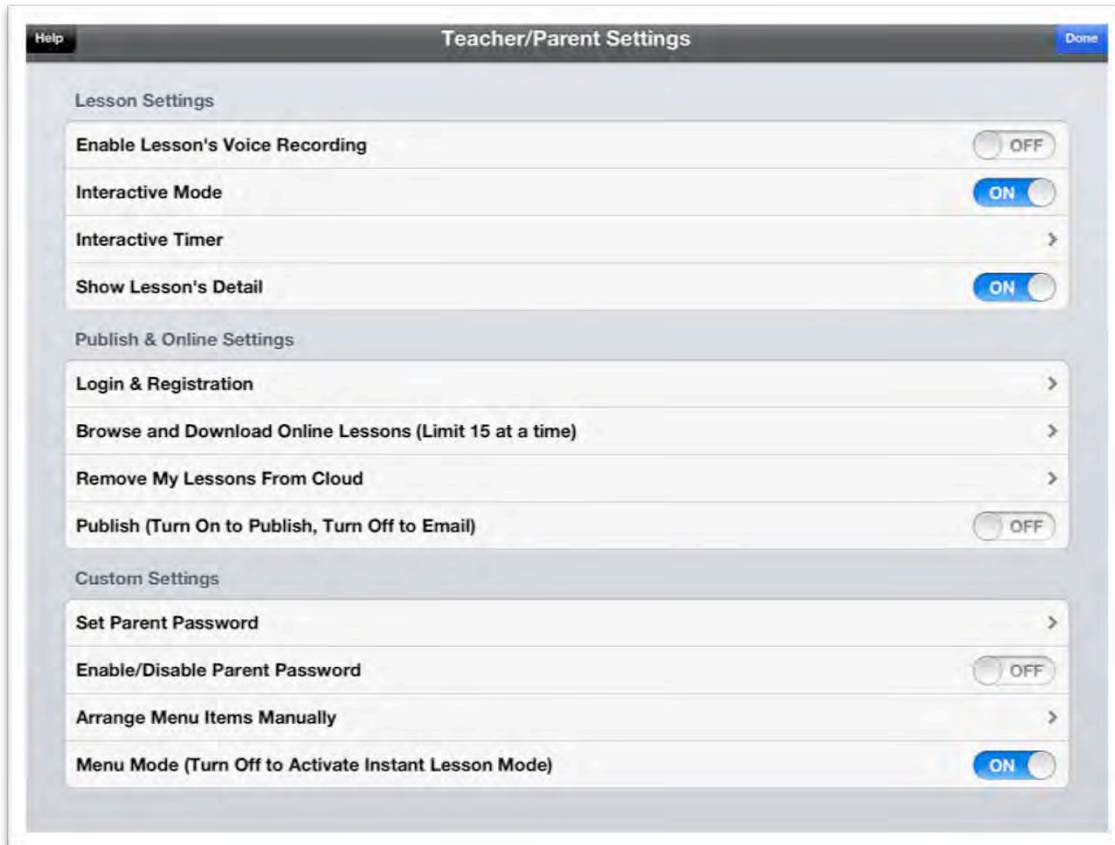 Help Teacher/Parent Settings Done
Lesson Settings
Enable Lesson's Voice Recording OFF
Interactive Mode ON
Interactive Timer >
Show Lesson's Detail ON
Publish & Online Settings
Login & Registration >
Browse and Download Online Lessons (Limit 15 at a time) >
Remove My Lessons From Cloud >
Publish (Turn On to Publish, Turn Off to Email) OFF
Custom Settings
Set Parent Password >
Enable/Disable Parent Password OFF
Arrange Menu Items Manually >
Menu Mode (Turn Off to Activate Instant Lesson Mode) ON